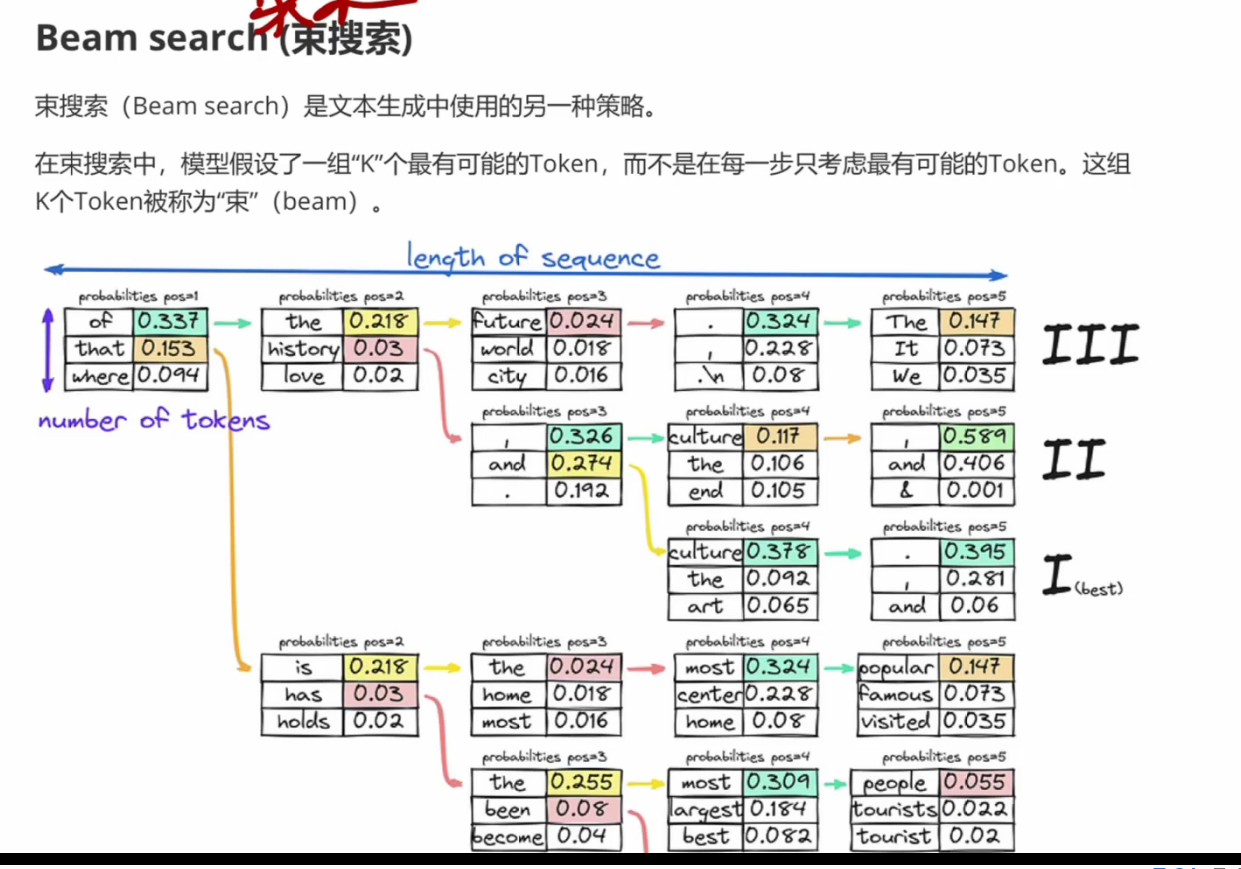 Beam search (束搜索)
束搜索（Beam search）是文本生成中使用的另一种策略。
在束搜索中，模型假设了一组“K”个最有可能的Token，而不是在每一步只考虑最有可能的Token。这组
K个Token被称为“束”（beam）。
length of sequence
probabilities pos=1 probabilities pos=2 probabilities pos=3 probabilities pos=4 probabilities pos=5
of 0.337 the 0.218 future 0.024 . 0.324 The 0.147
that 0.153 history 0.03 world 0.018 , 0.228 It 0.073
where 0.094 love 0.02 city 0.016 .\n 0.08 We 0.035
III
number of tokens
probabilities pos=3 probabilities pos=4 probabilities pos=5
, 0.326 culture 0.117 , 0.589
and 0.274 the 0.106 and 0.406
. 0.192 end 0.105 & 0.001
II
probabilities pos=4 probabilities pos=5
culture 0.378 . 0.395
the 0.092 , 0.281
art 0.065 and 0.06
I (best)
probabilities pos=2 probabilities pos=3 probabilities pos=4 probabilities pos=5
is 0.218 the 0.024 most 0.324 popular 0.147
has 0.03 home 0.018 center 0.228 famous 0.073
holds 0.02 most 0.016 home 0.08 visited 0.035
probabilities pos=3 probabilities pos=4 probabilities pos=5
the 0.255 most 0.309 people 0.055
been 0.08 largest 0.184 tourists 0.022
become 0.04 best 0.082 tourist 0.02